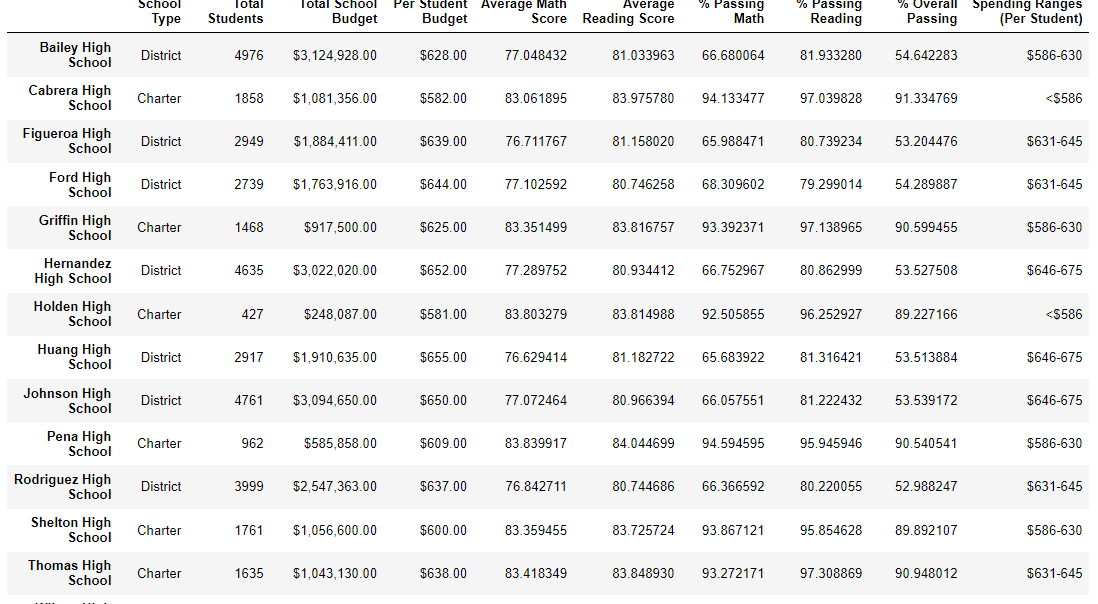 School Total Total School Per Student Average Math Average % Passing % Passing % Overall Spending Ranges
Type Students Budget Budget Score Reading Score Math Reading Passing (Per Student)
Bailey High
School District 4976 $3,124,928.00 $628.00 77.048432 81.033963 66.680064 81.933280 54.642283 $586-630
Cabrera High
School Charter 1858 $1,081,356.00 $582.00 83.061895 83.975780 94.133477 97.039828 91.334769 <$586
Figueroa High
School District 2949 $1,884,411.00 $639.00 76.711767 81.158020 65.988471 80.739234 53.204476 $631-645
Ford High
School District 2739 $1,763,916.00 $644.00 77.102592 80.746258 68.309602 79.299014 54.289887 $631-645
Griffin High
School Charter 1468 $917,500.00 $625.00 83.351499 83.816757 93.392371 97.138965 90.599455 $586-630
Hernandez
High School District 4635 $3,022,020.00 $652.00 77.289752 80.934412 66.752967 80.862999 53.527508 $646-675
Holden High
School Charter 427 $248,087.00 $581.00 83.803279 83.814988 92.505855 96.252927 89.227166 <$586
Huang High
School District 2917 $1,910,635.00 $655.00 76.629414 81.182722 65.683922 81.316421 53.513884 $646-675
Johnson High
School District 4761 $3,094,650.00 $650.00 77.072464 80.966394 66.057551 81.222432 53.539172 $646-675
Pena High
School Charter 962 $585,858.00 $609.00 83.839917 84.044699 94.594595 95.945946 90.540541 $586-630
Rodriguez High
School District 3999 $2,547,363.00 $637.00 76.842711 80.744686 66.366592 80.220055 52.988247 $631-645
Shelton High
School Charter 1761 $1,056,600.00 $600.00 83.359455 83.725724 93.867121 95.854628 89.892107 $586-630
Thomas High
School Charter 1635 $1,043,130.00 $638.00 83.418349 83.848930 93.272171 97.308869 90.948012 $631-645